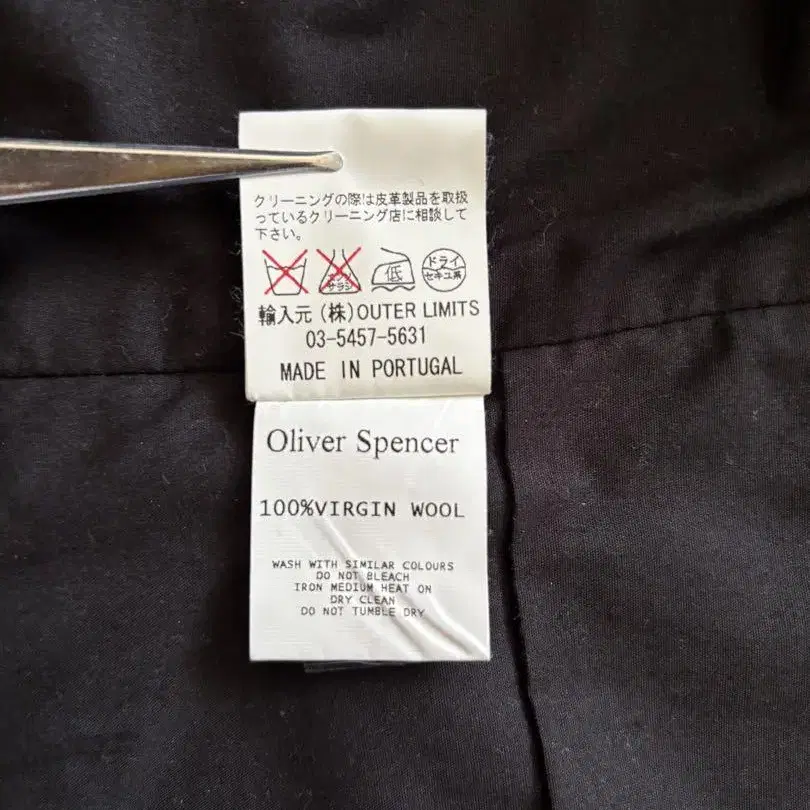 クリーニングの際は皮革製品を取扱
っているクリーニング店に相談して
下さい。
低 ドライ
セキユ系
輸入元 (株)OUTER LIMITS
03-5457-5631
MADE IN PORTUGAL
Oliver Spencer
100%VIRGIN WOOL
WASH WITH SIMILAR COLOURS
DO NOT BLEACH
IRON MEDIUM HEAT ON
DRY CLEAN
DO NOT TUMBLE DRY